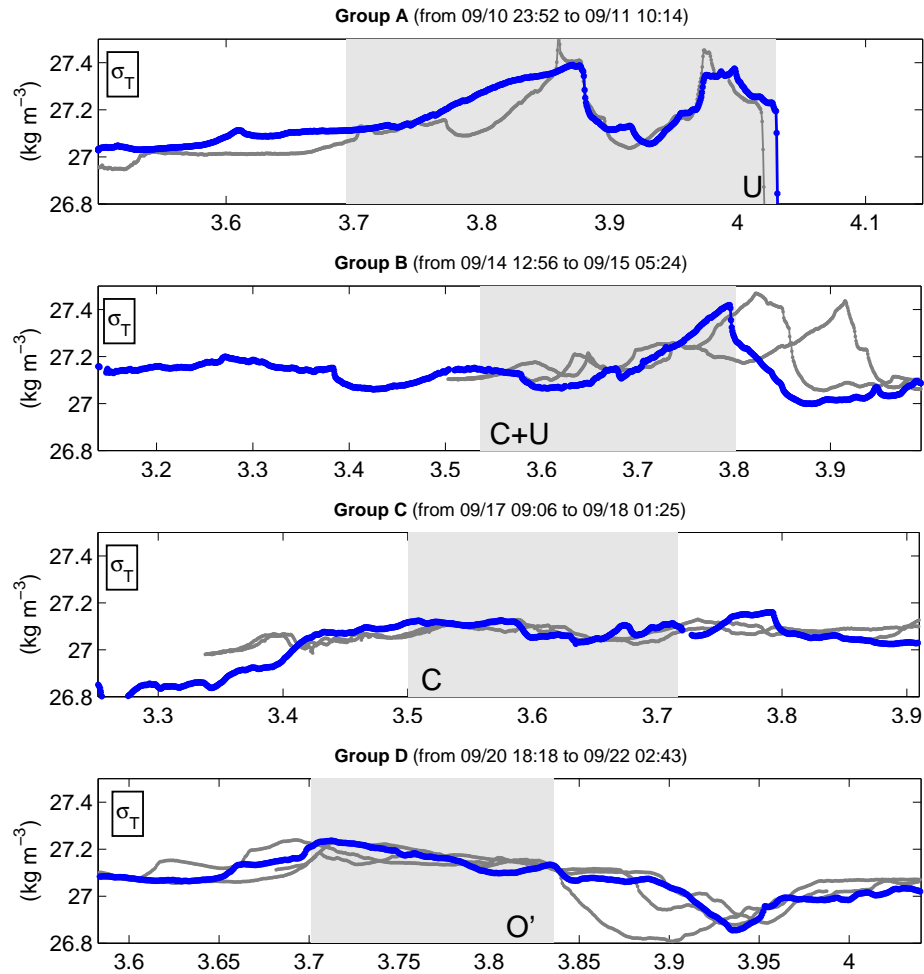 Group A (from 09/10 23:52 to 09/11 10:14)
27.4
27.2
27
26.8
(kg m−3)
σT
U
3.6 3.7 3.8 3.9 4 4.1
Group B (from 09/14 12:56 to 09/15 05:24)
27.4
27.2
27
26.8
(kg m−3)
σT
C+U
3.2 3.3 3.4 3.5 3.6 3.7 3.8 3.9
Group C (from 09/17 09:06 to 09/18 01:25)
27.4
27.2
27
26.8
(kg m−3)
σT
C
3.3 3.4 3.5 3.6 3.7 3.8 3.9
Group D (from 09/20 18:18 to 09/22 02:43)
27.4
27.2
27
26.8
(kg m−3)
σT
O’
3.6 3.65 3.7 3.75 3.8 3.85 3.9 3.95 4